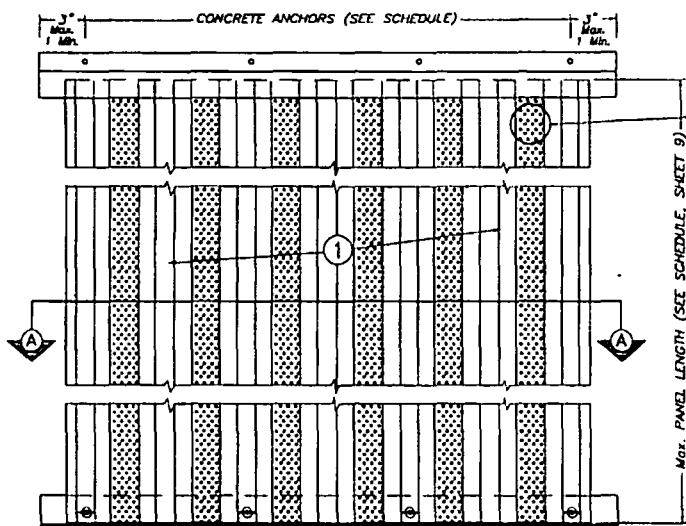 3"
Max.
1 Min.
CONCRETE ANCHORS (SEE SCHEDULE)
3"
Max.
1 Min.
1
A
A
Max. PANEL LENGTH (SEE SCHEDULE, SHEET 9)